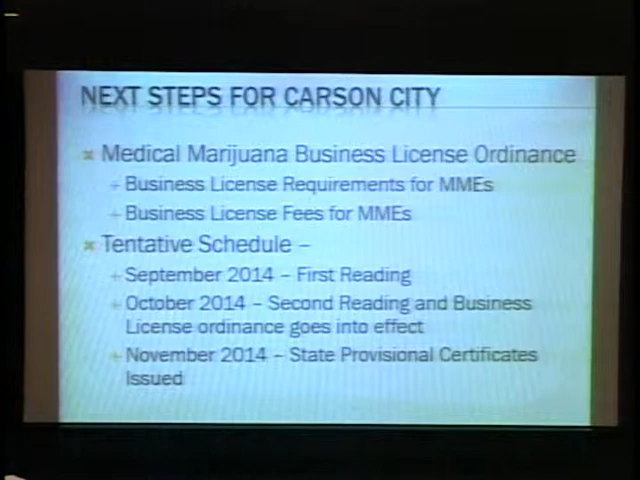 NEXT STEPS FOR CARSON CITY
Medical Marijuana Business License Ordinance
Business License Requirements for MMEs
Business License Fees for MMEs
Tentative Schedule –
September 2014 – First Reading
October 2014 – Second Reading and Business
License ordinance goes into effect
November 2014 – State Provisional Certificates
Issued